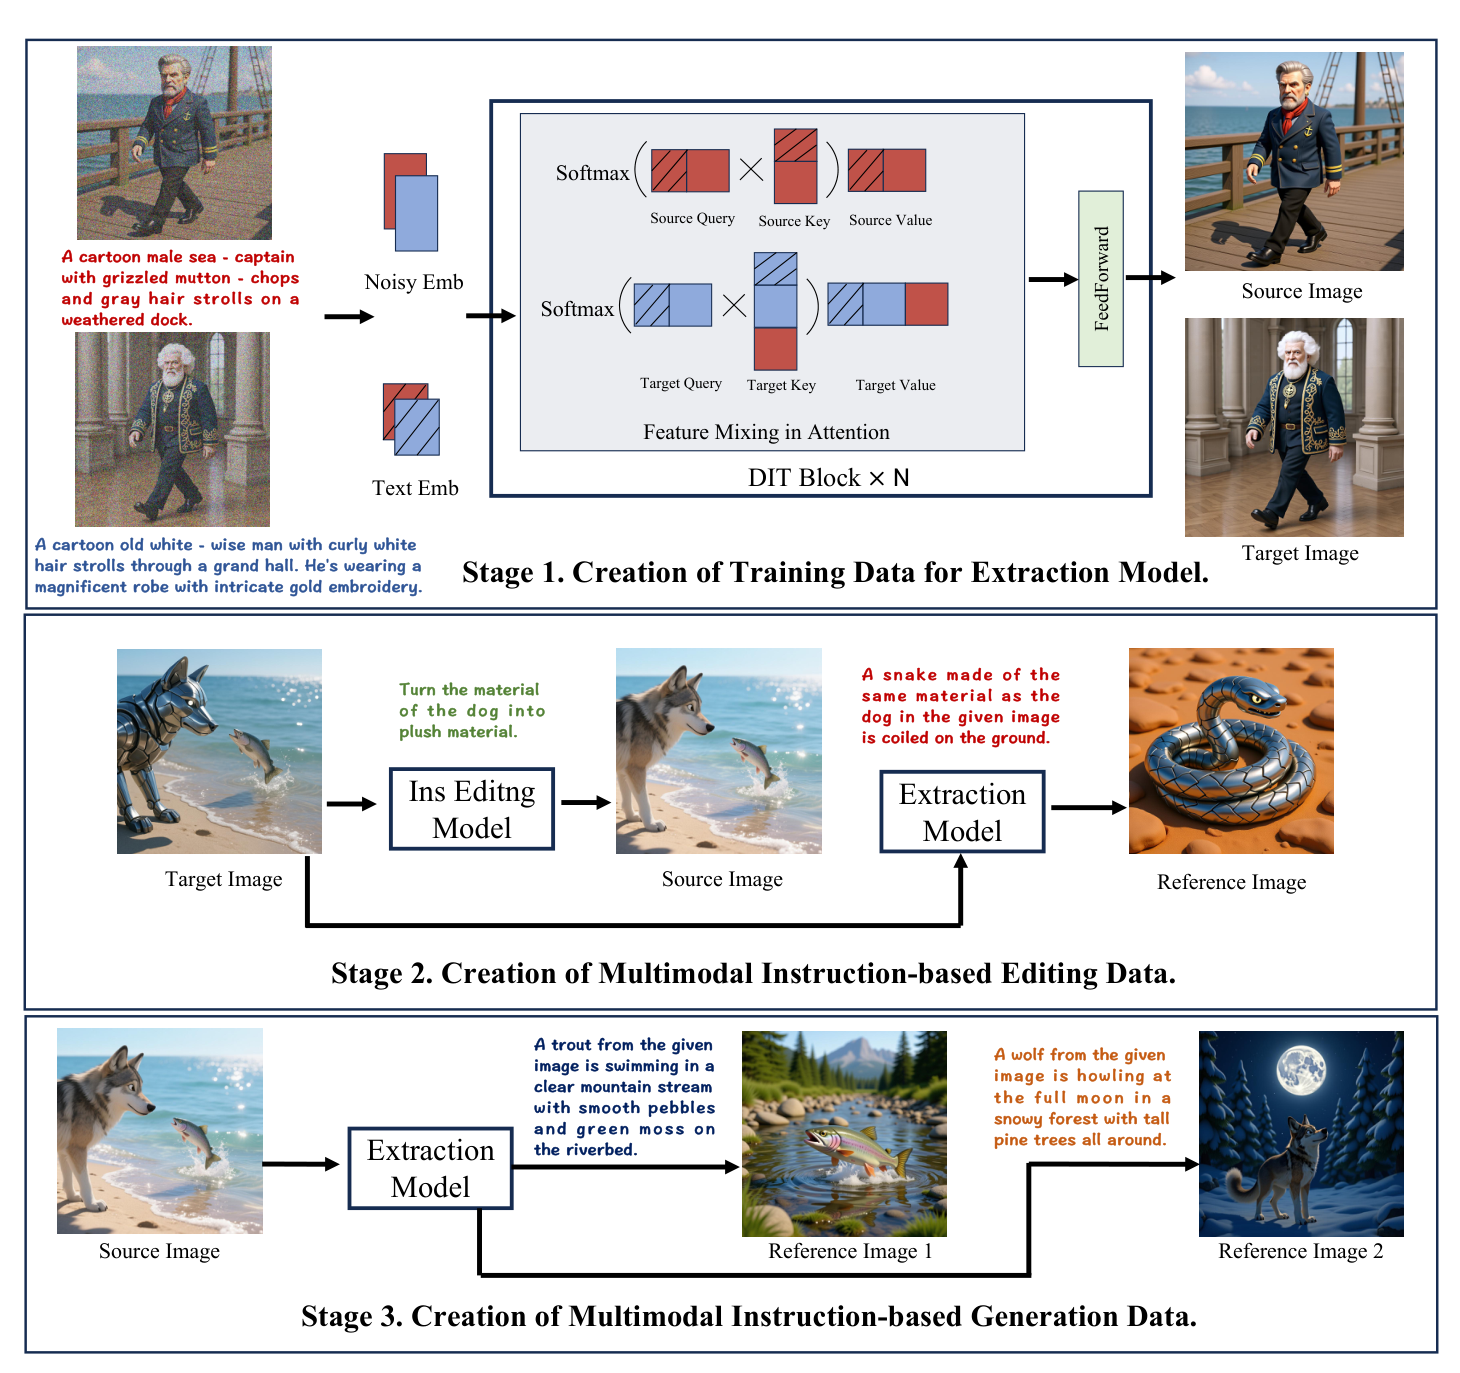 A cartoon male sea - captain
with grizzled mutton - chops
and gray hair strolls on a
weathered dock.
A cartoon old white - wise man with curly white
hair strolls through a grand hall. He's wearing a
magnificent robe with intricate gold embroidery.
Noisy Emb
Text Emb
Softmax
Source Query
Source Key
Source Value
Softmax
Target Query
Target Key
Target Value
Feature Mixing in Attention
DIT Block × N
FeedForward
Source Image
Target Image
Stage 1. Creation of Training Data for Extraction Model.
Target Image
Turn the material
of the dog into
plush material.
Ins Editng
Model
Source Image
A snake made of the
same material as the
dog in the given image
is coiled on the ground.
Extraction
Model
Reference Image
Stage 2. Creation of Multimodal Instruction-based Editing Data.
Source Image
Extraction
Model
A trout from the given
image is swimming in a
clear mountain stream
with smooth pebbles
and green moss on
the riverbed.
Reference Image 1
A wolf from the given
image is howling at
the full moon in a
snowy forest with tall
pine trees all around.
Reference Image 2
Stage 3. Creation of Multimodal Instruction-based Generation Data.